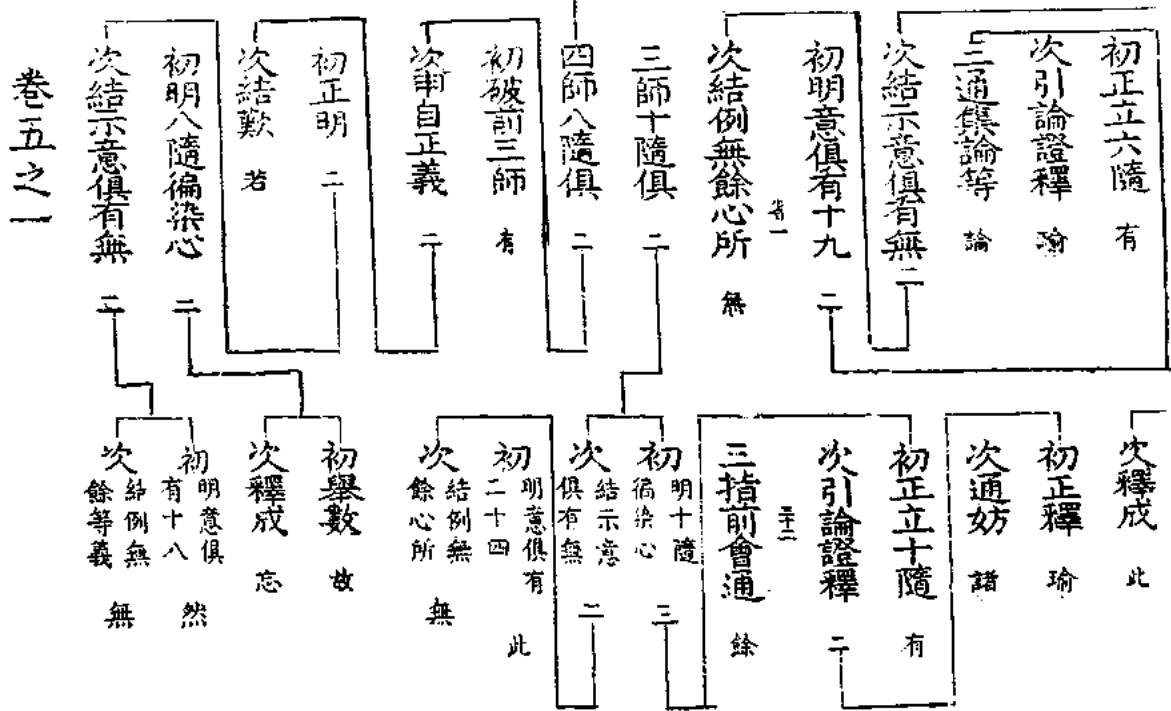 初正立六隨 有
次引論證釋 瑜
三通集論等 論
次結示意俱有無 二
初明意俱有十九 二
次結例無餘心所 無
三師十隨俱 二
四師八隨俱 二
初破前三師 有
次申自正義 二
初正明 二
次結歎 若
初明八隨徧染心 二
次結示意俱有無 二
卷五之一
次釋成 此
初正釋 瑜
次通妨 諸
初正立十隨 有
次引論證釋 二
三指前會通 餘
初明十隨徧染心 三
次結示意俱有無 二
初明意俱有二十四 此
次結例無餘心所 無
初舉數 故
次釋成 忘
初明意俱有十八 然
次結例無餘等義 無